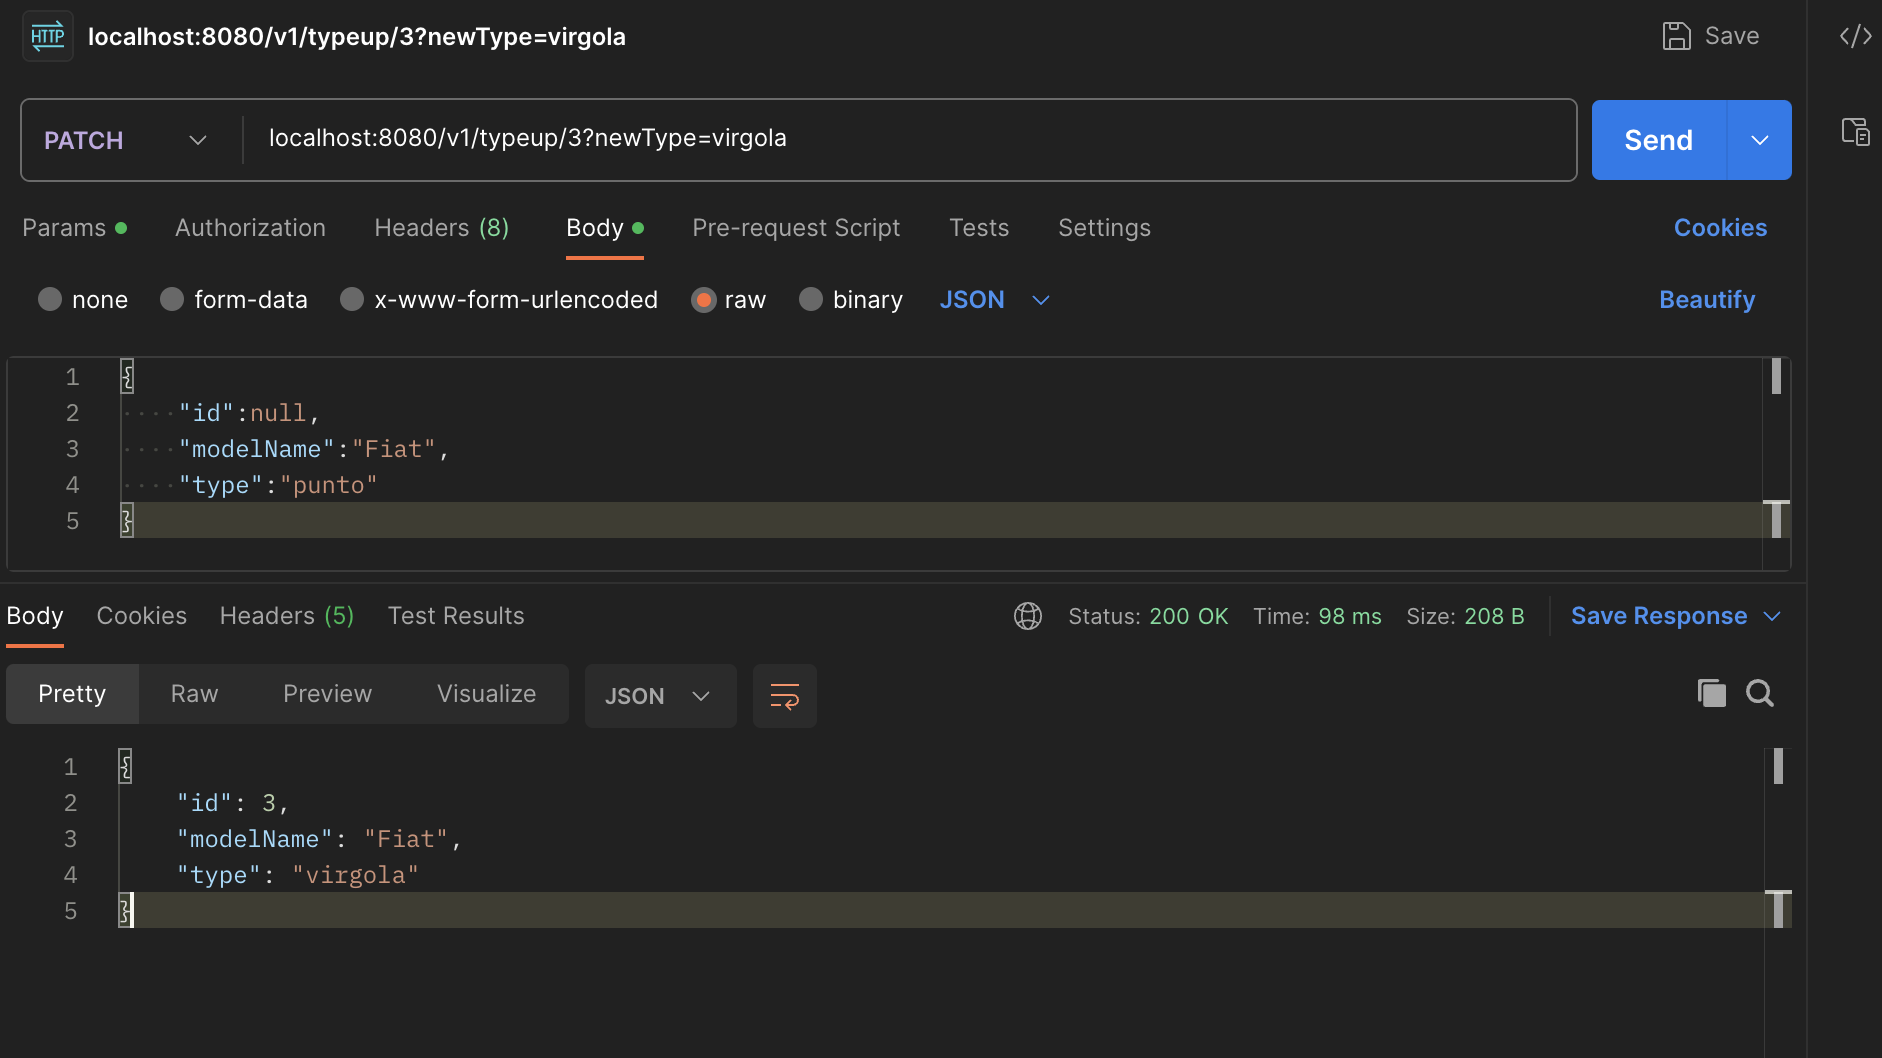 HTTP localhost:8080/v1/typeup/3?newType=virgola Save
PATCH localhost:8080/v1/typeup/3?newType=virgola Send
Params Authorization Headers (8) Body Pre-request Script Tests Settings Cookies
none form-data x-www-form-urlencoded raw binary JSON Beautify
1 {
2 "id":null,
3 "modelName":"Fiat",
4 "type":"punto"
5 }
Body Cookies Headers (5) Test Results Status: 200 OK Time: 98 ms Size: 208 B Save Response
Pretty Raw Preview Visualize JSON
1 {
2 "id": 3,
3 "modelName": "Fiat",
4 "type": "virgola"
5 }